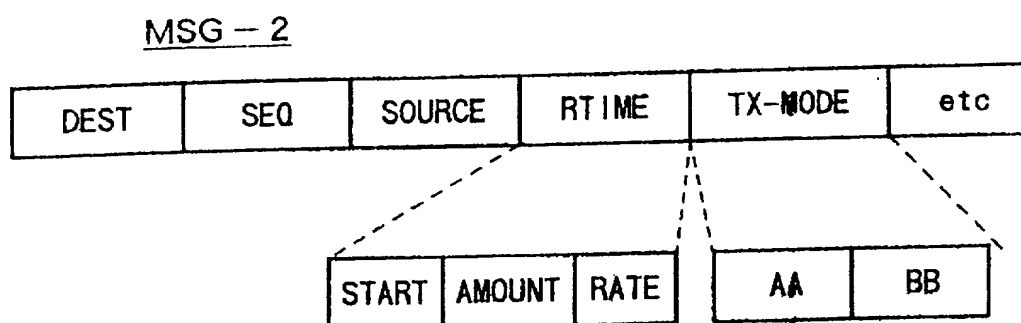 MSG - 2
DEST SEQ SOURCE RTIME TX-MODE etc
START AMOUNT RATE AA BB